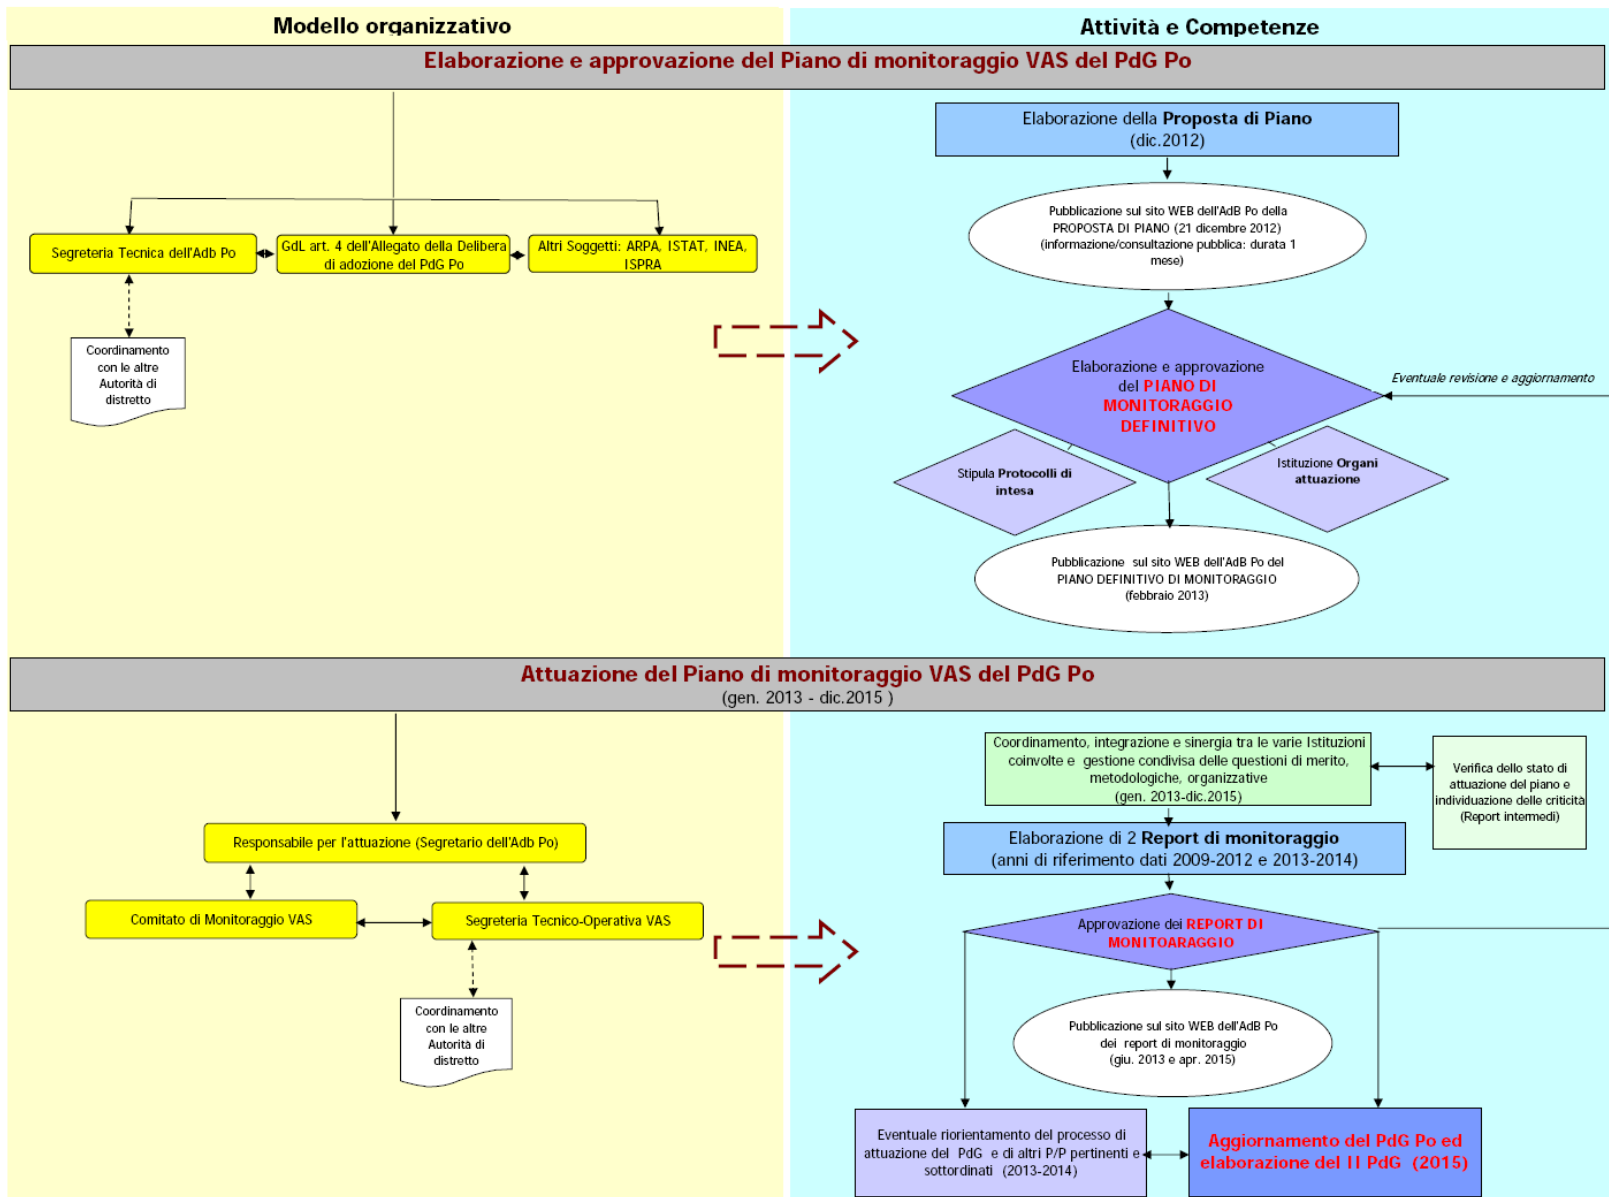 Modello organizzativo
Attività e Competenze
Elaborazione e approvazione del Piano di monitoraggio VAS del PdG Po
Segreteria Tecnica dell'Adb Po
GdL art. 4 dell'Allegato della Delibera
di adozione del PdG Po
Altri Soggetti: ARPA, ISTAT, INEA,
ISPRA
Coordinamento
con le altre
Autorità di
distretto
Elaborazione della Proposta di Piano
(dic.2012)
Pubblicazione sul sito WEB dell'AdB Po della
PROPOSTA DI PIANO (21 dicembre 2012)
(informazione/consultazione pubblica: durata 1
mese)
Elaborazione e approvazione
del PIANO DI
MONITORAGGIO
DEFINITIVO
Eventuale revisione e aggiornamento
Stipula Protocolli di
intesa
Istituzione Organi
attuazione
Pubblicazione sul sito WEB dell'AdB Po del
PIANO DEFINITIVO DI MONITORAGGIO
(febbraio 2013)
Attuazione del Piano di monitoraggio VAS del PdG Po
(gen. 2013 - dic.2015 )
Responsabile per l'attuazione (Segretario dell'Adb Po)
Comitato di Monitoraggio VAS
Segreteria Tecnico-Operativa VAS
Coordinamento
con le altre
Autorità di
distretto
Coordinamento, integrazione e sinergia tra le varie Istituzioni
coinvolte e gestione condivisa delle questioni di merito,
metodologiche, organizzative
(gen. 2013-dic.2015)
Verifica dello stato di
attuazione del piano e
individuazione delle criticità
(Report intermedi)
Elaborazione di 2 Report di monitoraggio
(anni di riferimento dati 2009-2012 e 2013-2014)
Approvazione dei REPORT DI
MONITOARAGGIO
Pubblicazione sul sito WEB dell'AdB Po
dei report di monitoraggio
(giu. 2013 e apr. 2015)
Eventuale riorientamento del processo di
attuazione del PdG e di altri P/P pertinenti e
sottordinati (2013-2014)
Aggiornamento del PdG Po ed
elaborazione del II PdG (2015)